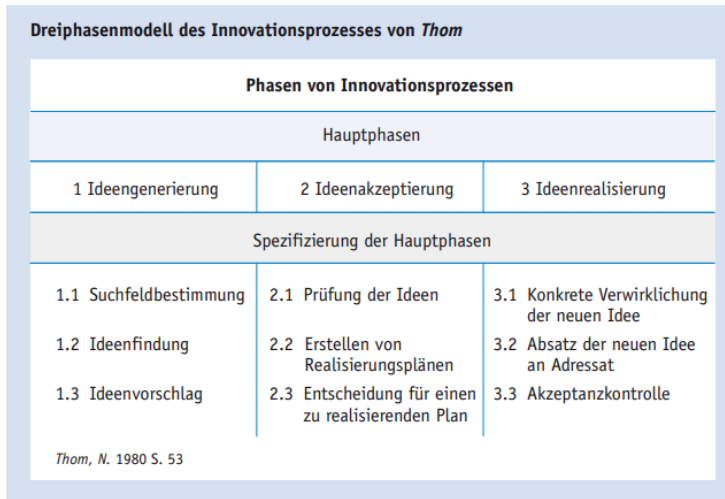 Dreiphasenmodell des Innovationsprozesses von Thom
Phasen von Innovationsprozessen
Hauptphasen
1 Ideengenerierung
2 Ideenakzeptierung
3 Ideenrealisierung
Spezifizierung der Hauptphasen
1.1 Suchfeldbestimmung
1.2 Ideenfindung
1.3 Ideenvorschlag
2.1 Prüfung der Ideen
2.2 Erstellen von
Realisierungsplänen
2.3 Entscheidung für einen
zu realisierenden Plan
3.1 Konkrete Verwirklichung
der neuen Idee
3.2 Absatz der neuen Idee
an Adressat
3.3 Akzeptanzkontrolle
Thom, N. 1980 S. 53